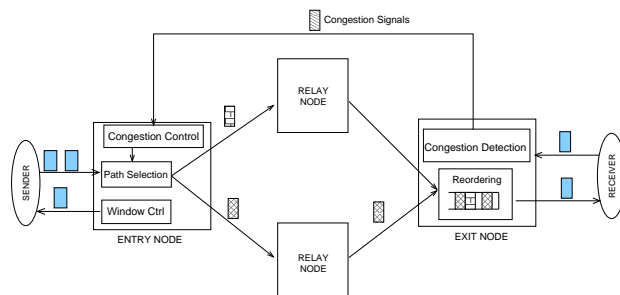 Congestion Signals
RELAY
NODE
Congestion Control
Path Selection
Window Ctrl
ENTRY NODE
SENDER
Congestion Detection
Reordering
EXIT NODE
RECEIVER
RELAY
NODE